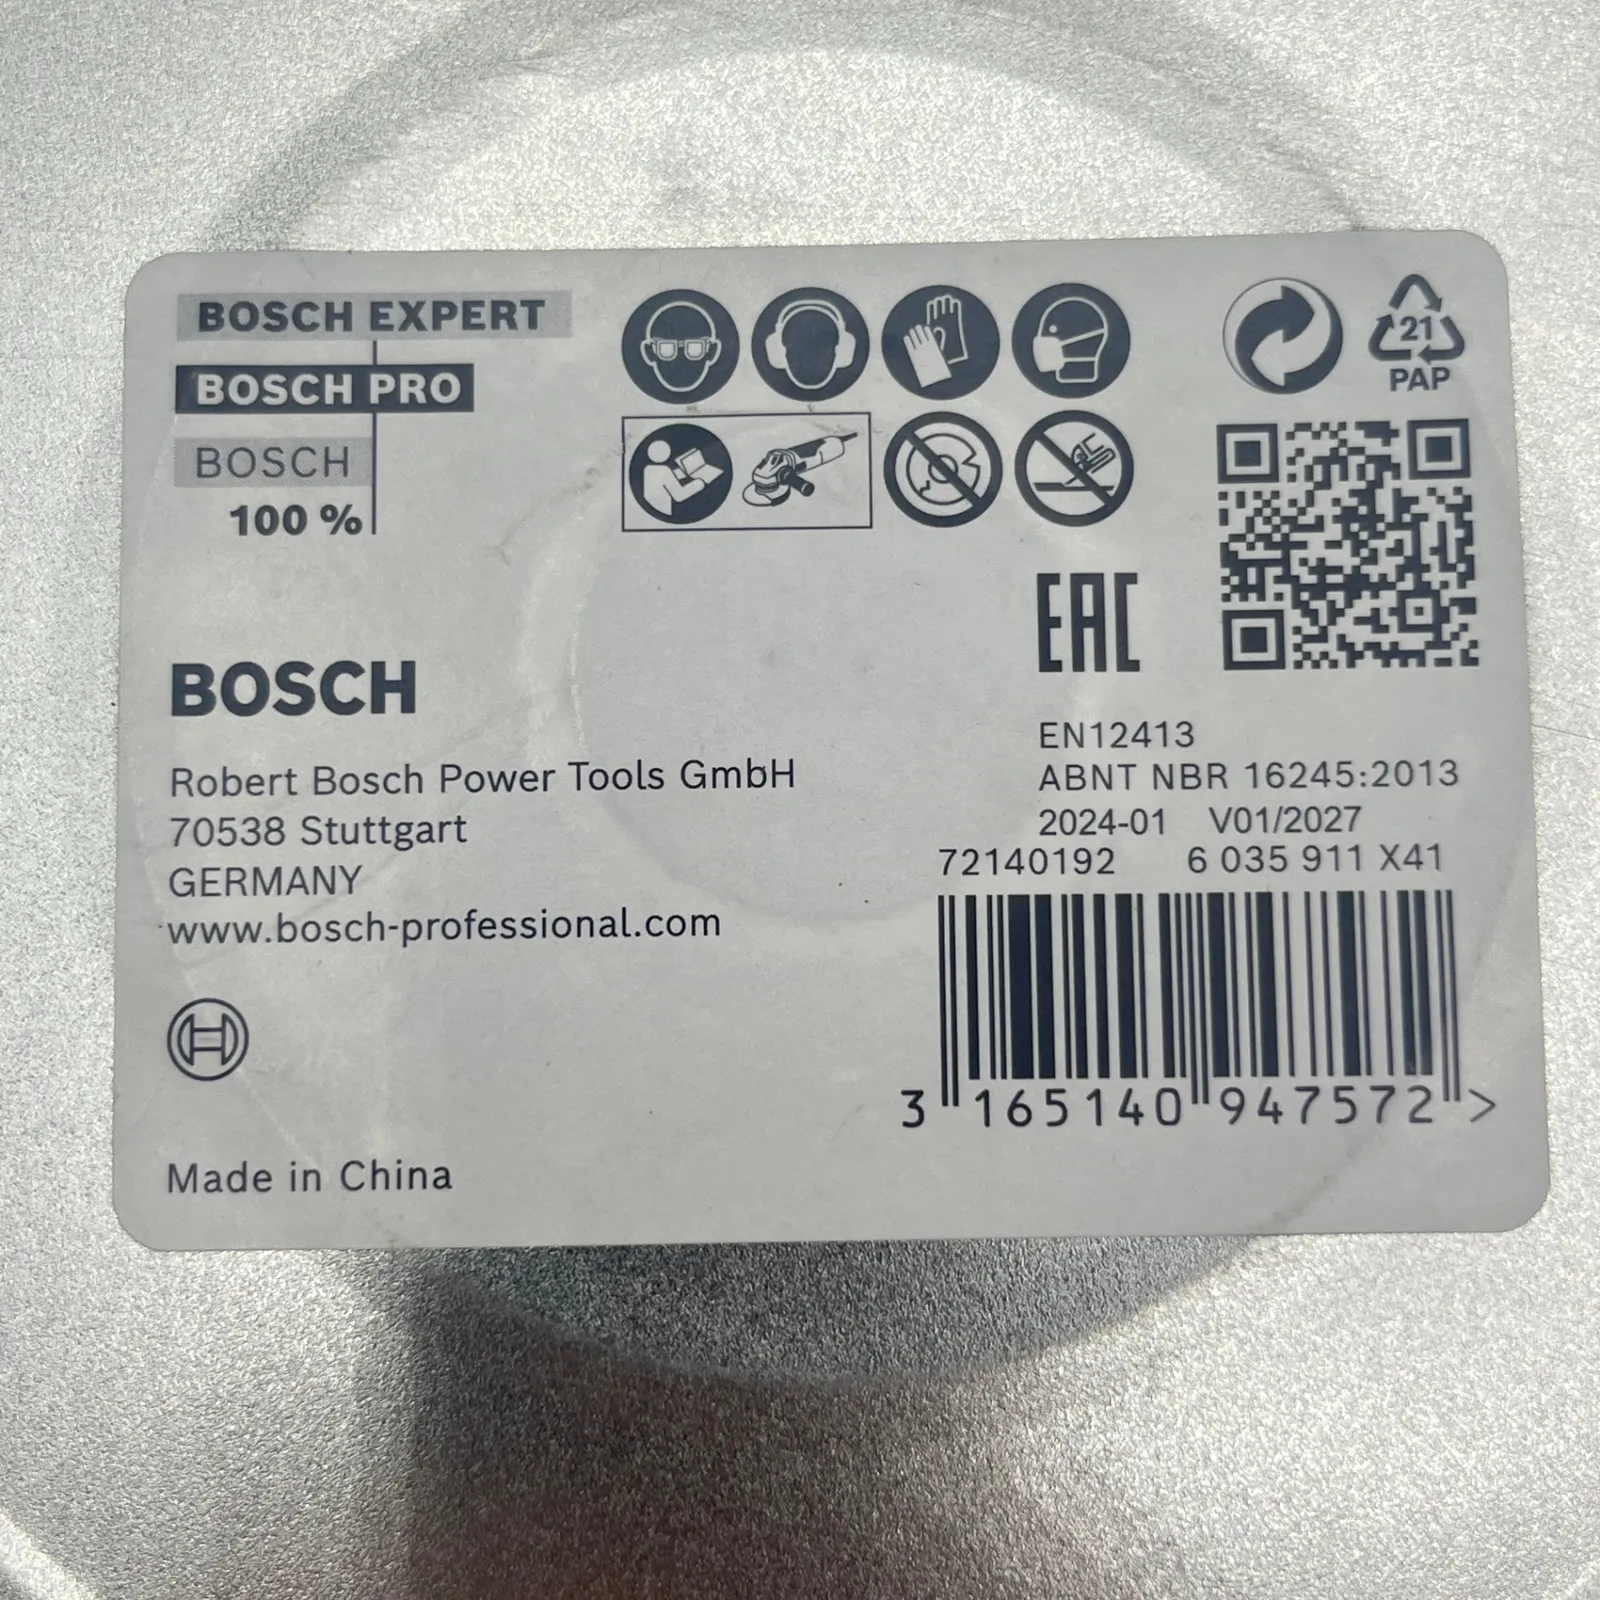 BOSCH EXPERT
BOSCH PRO
BOSCH
100 %
21
PAP
EAC
BOSCH
Robert Bosch Power Tools GmbH
70538 Stuttgart
GERMANY
www.bosch-professional.com
Made in China
EN12413
ABNT NBR 16245:2013
2024-01 V01/2027
72140192 6 035 911 X41
3 165140 947572 >